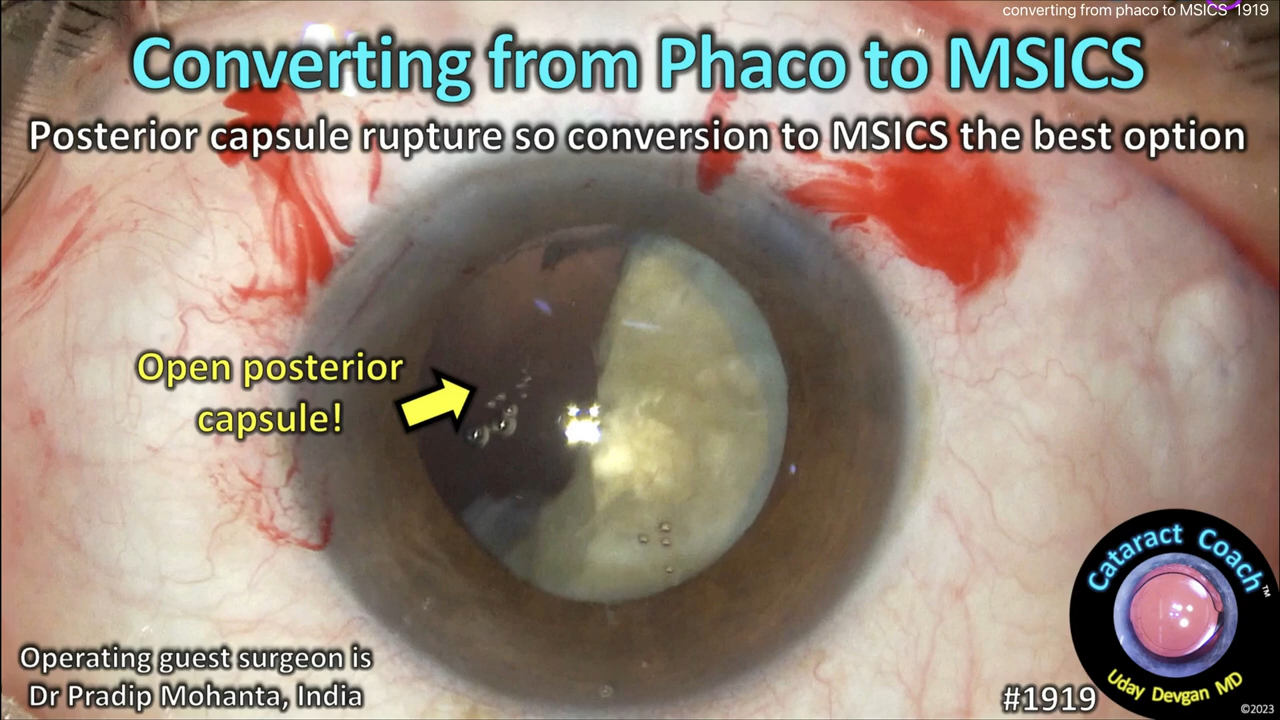 converting from phaco to MSICS 1919
Converting from Phaco to MSICS
Posterior capsule rupture so conversion to MSICS the best option
Open posterior
capsule!
Operating guest surgeon is
Dr Pradip Mohanta, India
#1919
Cataract Coach™
Uday Devgan MD
©2023